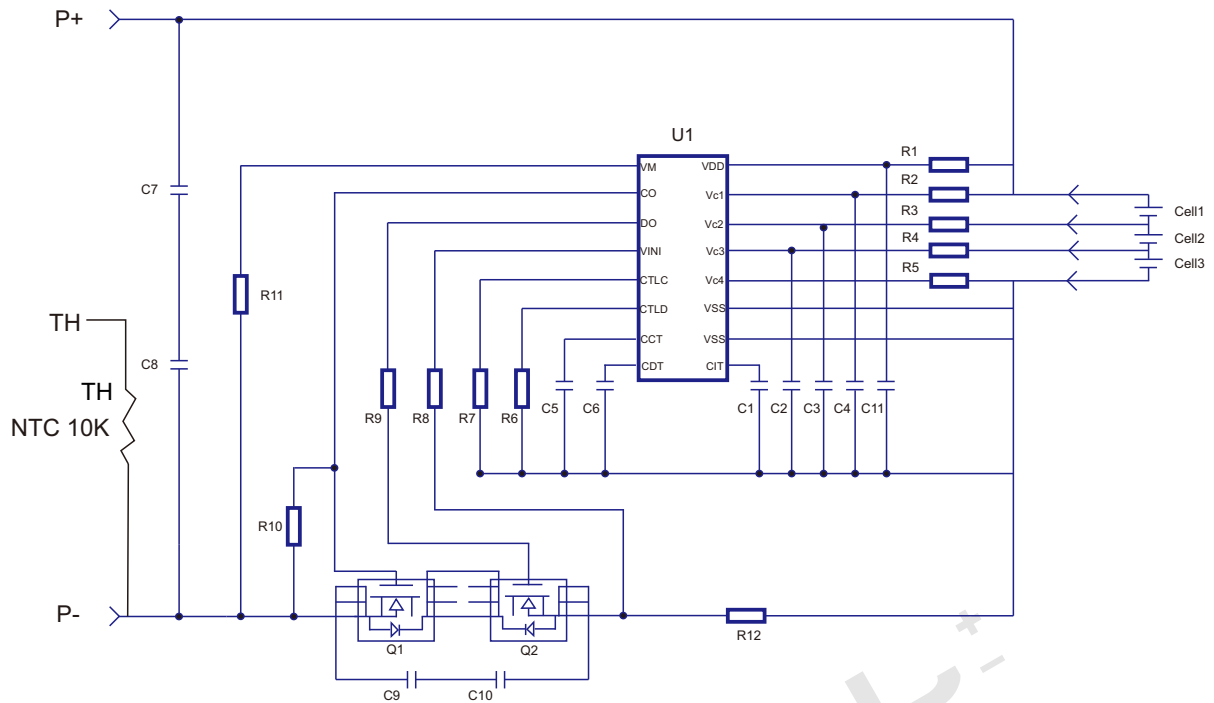 P+
U1
VM
VDD
R1
CO
Vc1
R2
DO
Vc2
R3
VINI
Vc3
R4
CTLC
Vc4
R5
CTLD
VSS
CCT
VSS
CDT
CIT
Cell1
Cell2
Cell3
C7
R11
TH
C8
TH
NTC 10K
R9
R8
R7
R6
C5
C6
C1
C2
C3
C4
C11
R10
P-
Q1
Q2
R12
C9
C10